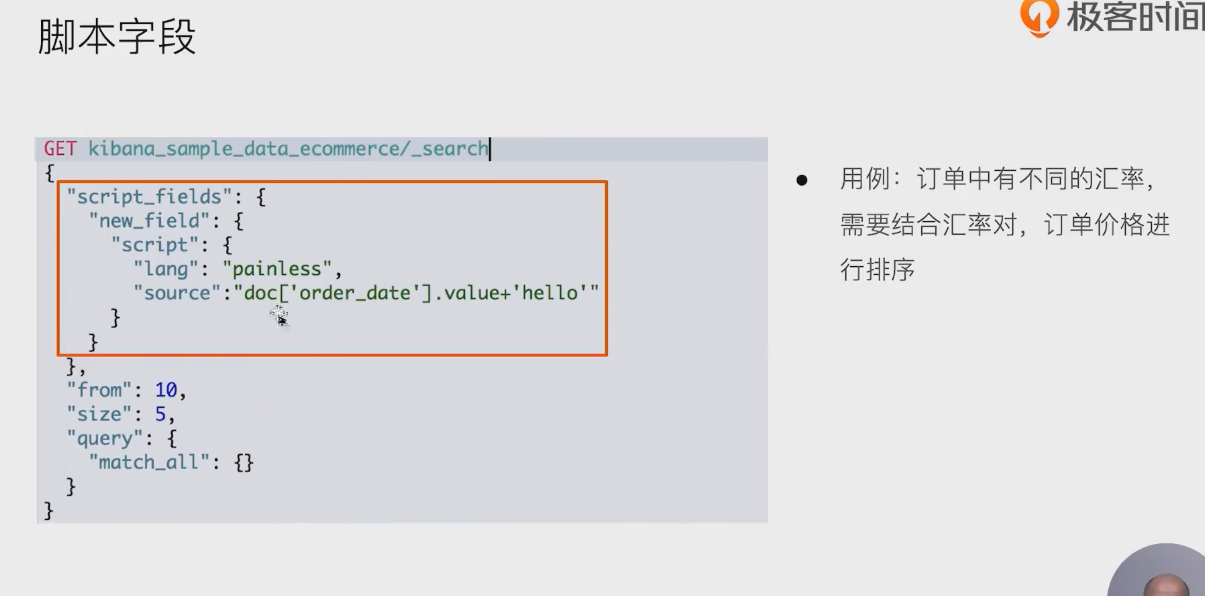 脚本字段
极客时间
GET kibana_sample_data_ecommerce/_search
{
"script_fields": {
"new_field": {
"script": {
"lang": "painless",
"source":"doc['order_date'].value+'hello'"
}
}
},
"from": 10,
"size": 5,
"query": {
"match_all": {}
}
}
● 用例：订单中有不同的汇率，
需要结合汇率对，订单价格进
行排序